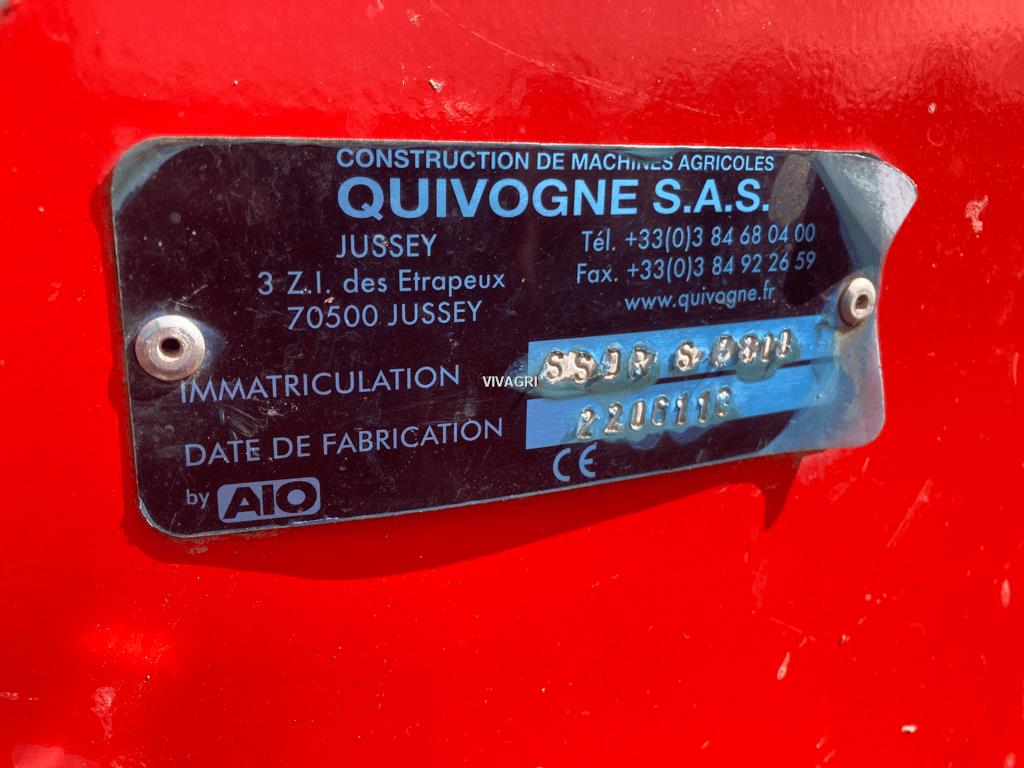 CONSTRUCTION DE MACHINES AGRICOLES
QUIVOGNE S.A.S.
JUSSEY
3 Z.I. des Etrapeux
70500 JUSSEY
Tél. +33(0)3 84 68 04 00
Fax. +33(0)3 84 92 26 59
www.quivogne.fr
IMMATRICULATION
VIVAGRI
DATE DE FABRICATION
CE
by AIO